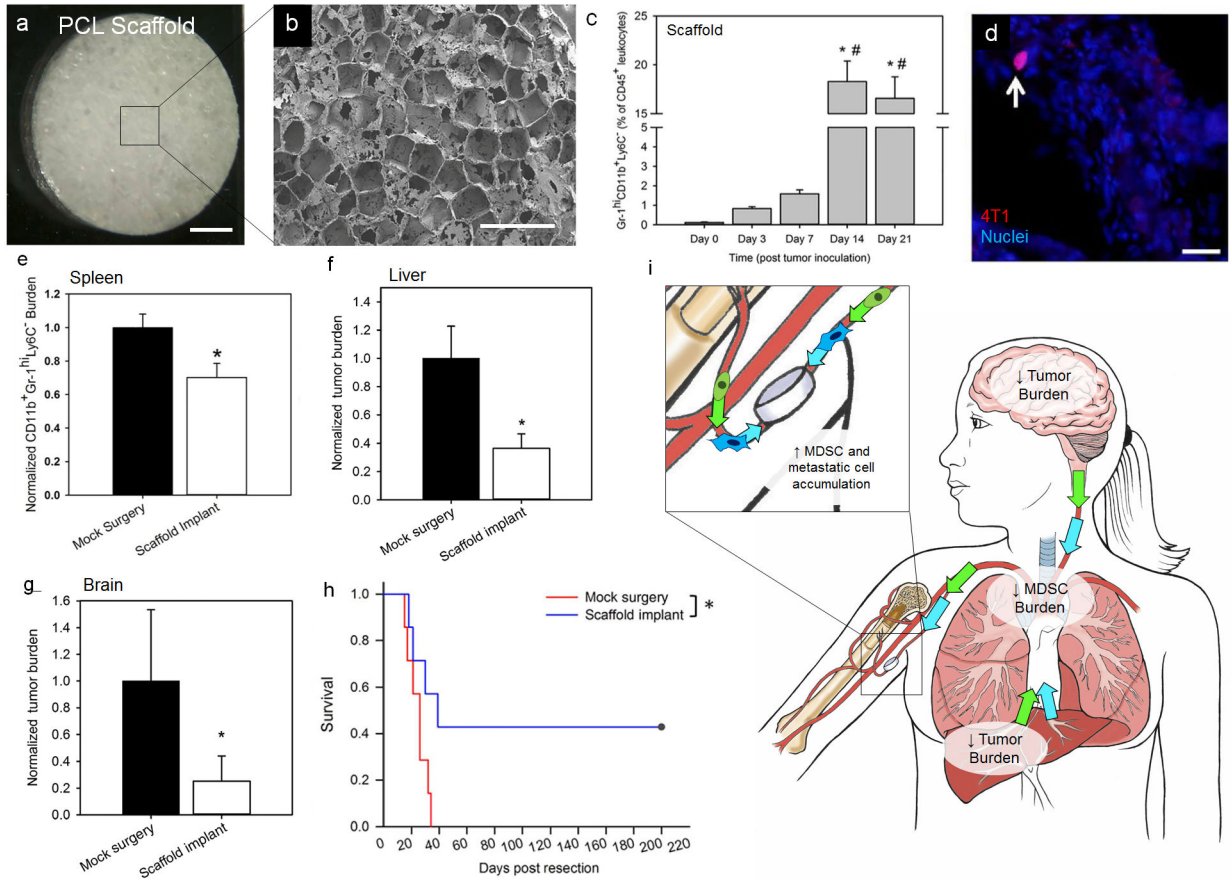 a
PCL Scaffold
b
c
Scaffold
Gr-1hiCD11b+Ly6C- (% of CD45+ leukocytes)
25
20
15
5
4
3
2
1
0
* #
* #
Day 0
Day 3
Day 7
Day 14
Day 21
Time (post tumor inoculation)
d
4T1
Nuclei
e
Spleen
Normalized CD11b+Gr-1hiLy6C- Burden
1.2
1.0
0.8
0.6
0.4
0.2
0.0
*
Mock Surgery
Scaffold Implant
f
Liver
Normalized tumor burden
1.4
1.2
1.0
0.8
0.6
0.4
0.2
0.0
*
Mock surgery
Scaffold implant
g
Brain
Normalized tumor burden
1.6
1.4
1.2
1.0
0.8
0.6
0.4
0.2
0.0
*
Mock surgery
Scaffold implant
h
Mock surgery
Scaffold implant
*
Survival
1.0
0.8
0.6
0.4
0.2
0.0
0 20 40 60 80 100 120 140 160 180 200 220
Days post resection
i
↑ MDSC and
metastatic cell
accumulation
↓ Tumor
Burden
↓ MDSC
Burden
↓ Tumor
Burden